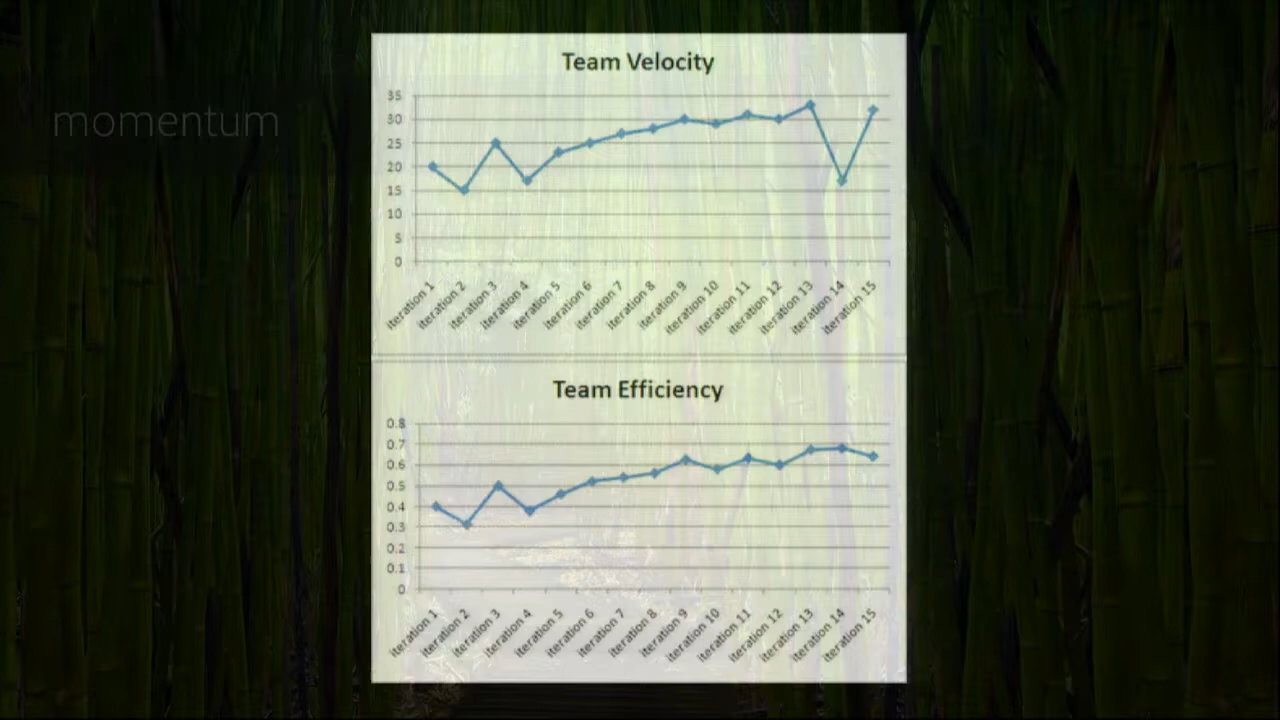 momentum
Team Velocity
35
30
25
20
15
10
5
0
iteration 1
iteration 2
iteration 3
iteration 4
iteration 5
iteration 6
iteration 7
iteration 8
iteration 9
iteration 10
iteration 11
iteration 12
iteration 13
iteration 14
iteration 15
Team Efficiency
0.8
0.7
0.6
0.5
0.4
0.3
0.2
0.1
0
iteration 1
iteration 2
iteration 3
iteration 4
iteration 5
iteration 6
iteration 7
iteration 8
iteration 9
iteration 10
iteration 11
iteration 12
iteration 13
iteration 14
iteration 15